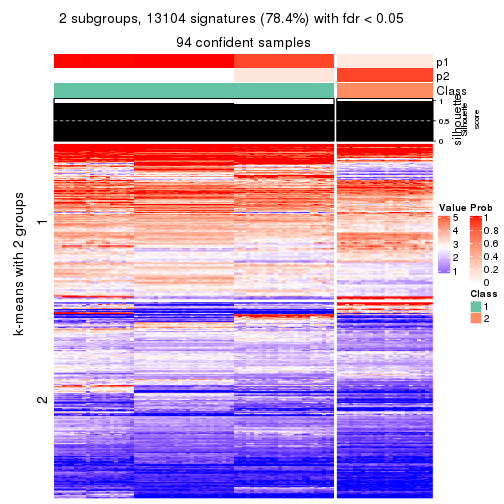 2 subgroups, 13104 signatures (78.4%) with fdr < 0.05
94 confident samples
p1
p2
Class
1
0.5
0
silhouette
Silhouette
score
k-means with 2 groups
1
2
Value
5
4
3
2
1
Prob
1
0.8
0.6
0.4
0.2
0
Class
1
2